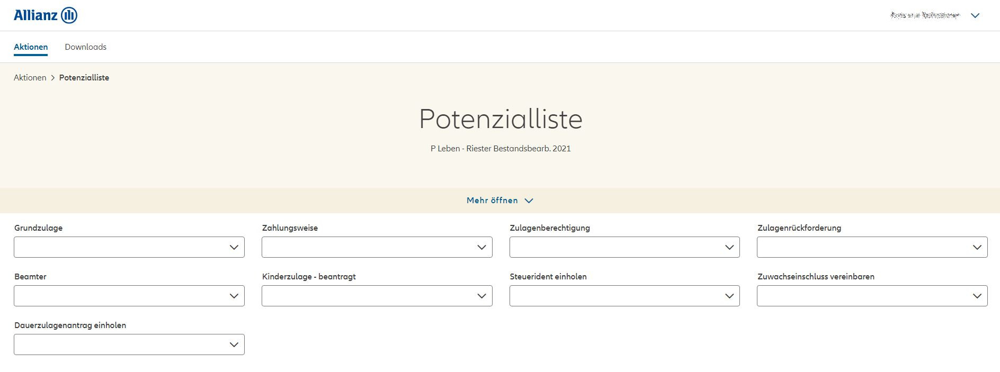 Allianz
Aktionen Downloads
Aktionen > Potenzialliste
Potenzialliste
P Leben - Riester Bestandsbearb. 2021
Mehr öffnen
Grundzulage Zahlungsweise Zulagenberechtigung Zulagenrückforderung
Beamter Kinderzulage - beantragt Steuerident einholen Zuwachseinschluss vereinbaren
Dauerzulagenantrag einholen